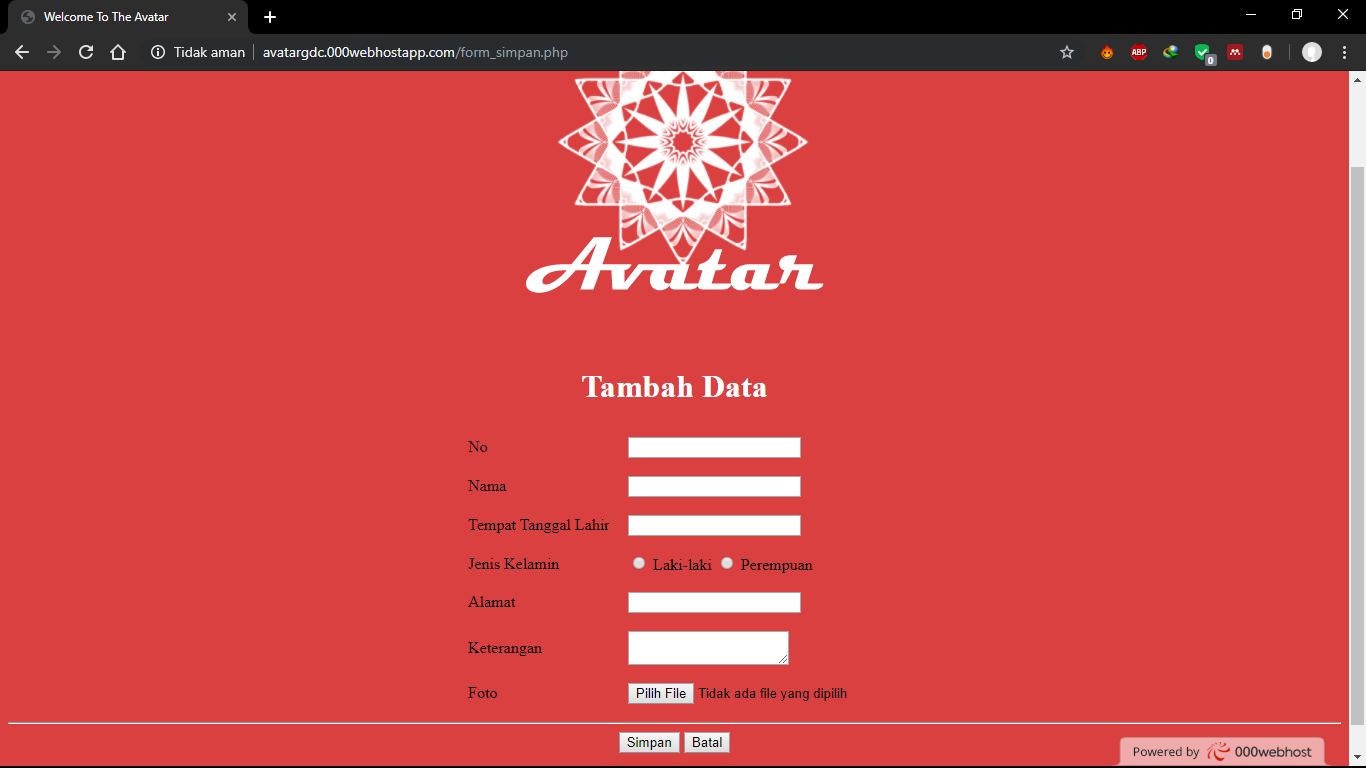 Welcome To The Avatar
Tidak aman avatargdc.000webhostapp.com/form_simpan.php
ABP
0
Avatar
Tambah Data
No
Nama
Tempat Tanggal Lahir
Jenis Kelamin Laki-laki Perempuan
Alamat
Keterangan
Foto Pilih File Tidak ada file yang dipilih
Simpan Batal
Powered by 000webhost